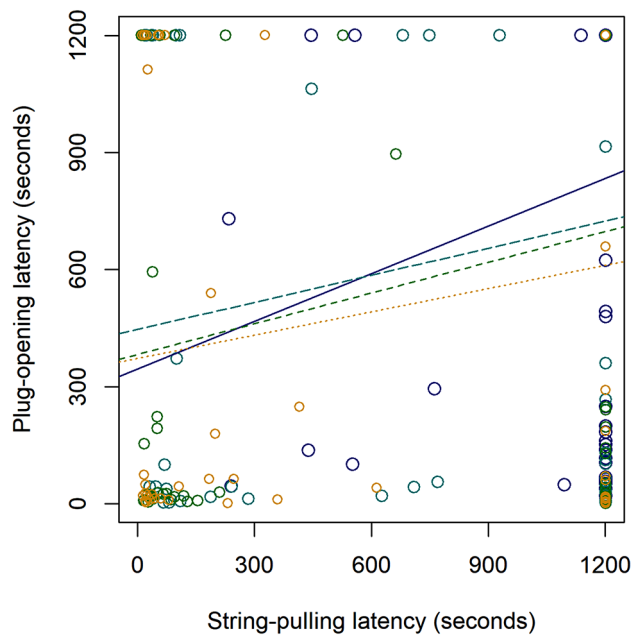 Plug-opening latency (seconds)
1200
900
600
300
0
0 300 600 900 1200
String-pulling latency (seconds)